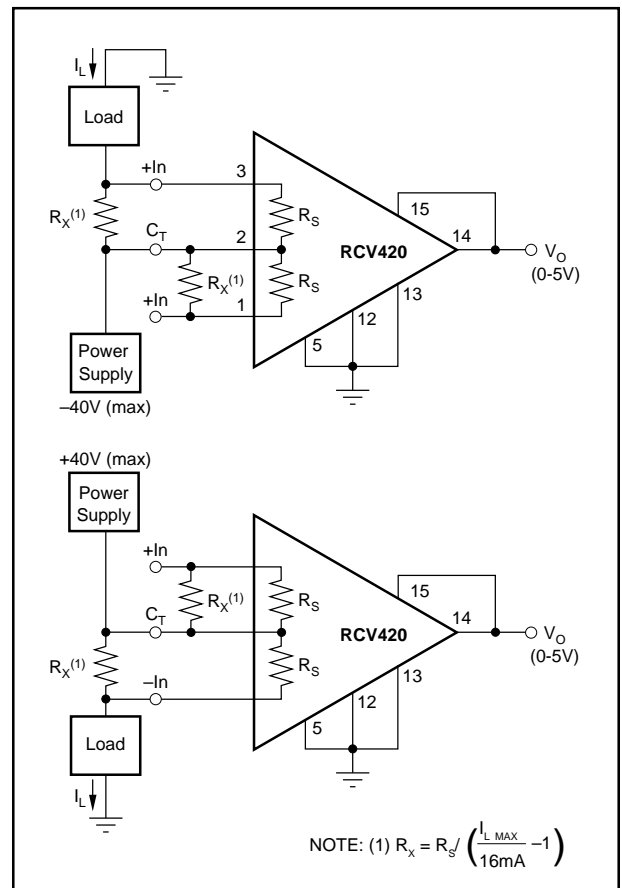 I_L
Load
+In
3
R_X(1)
R_S
15
C_T
2
RCV420
14
V_O
(0-5V)
R_X(1)
R_S
13
+In
1
12
5
Power
Supply
–40V (max)
+40V (max)
Power
Supply
+In
R_X(1)
R_S
15
C_T
RCV420
14
V_O
(0-5V)
R_X(1)
R_S
13
–In
12
5
Load
I_L
NOTE: (1) R_X = R_S/ (I_L MAX / 16mA –1)